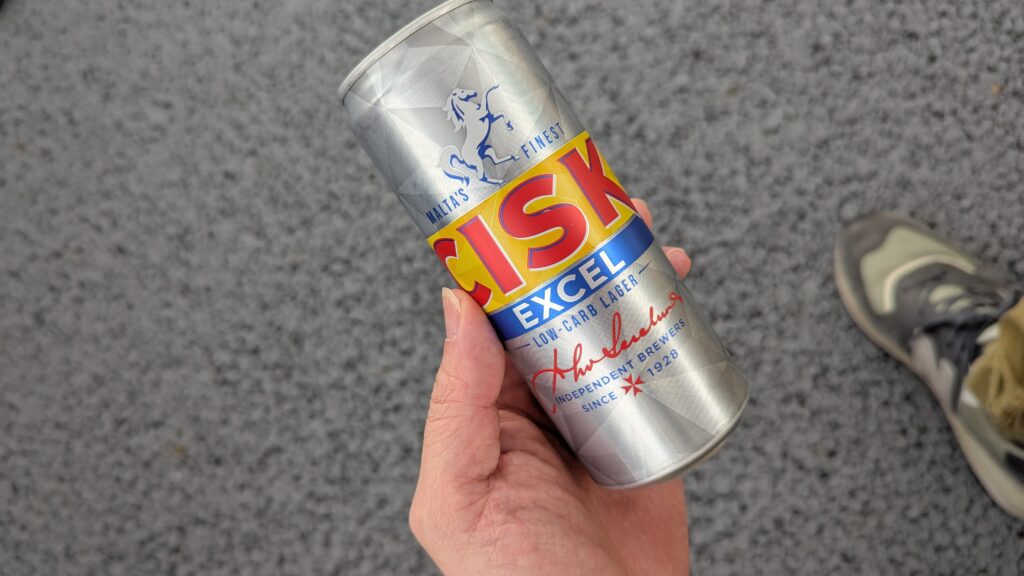 MALTA'S FINEST
CISK
EXCEL
LOW-CARB LAGER
INDEPENDENT BREWERS
SINCE 1928